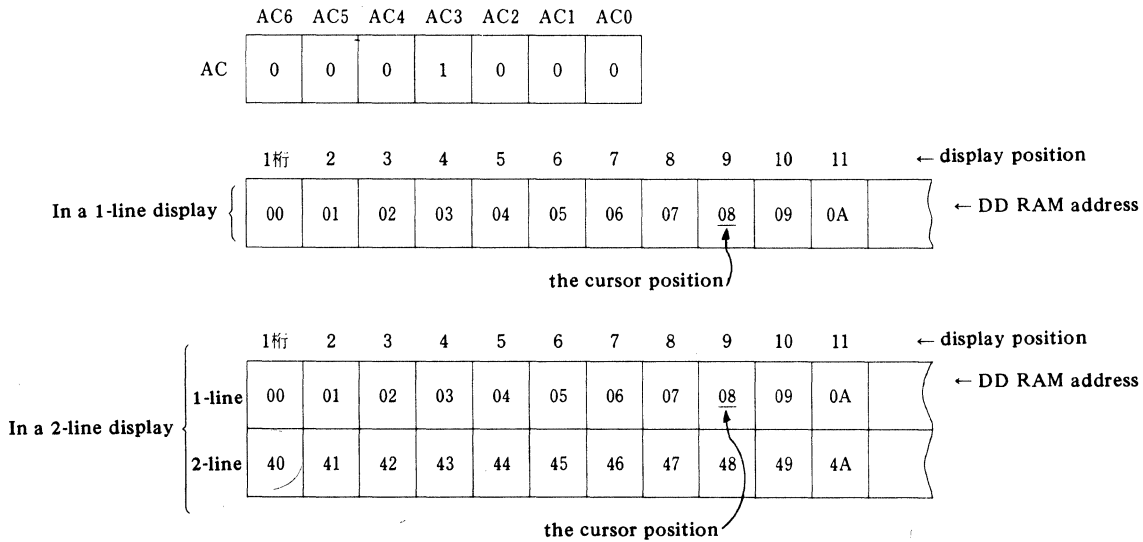 AC6 AC5 AC4 AC3 AC2 AC1 AC0
AC 0 0 0 1 0 0 0
1桁 2 3 4 5 6 7 8 9 10 11 ← display position
In a 1-line display 00 01 02 03 04 05 06 07 08 09 0A ← DD RAM address
the cursor position
1桁 2 3 4 5 6 7 8 9 10 11 ← display position
← DD RAM address
1-line 00 01 02 03 04 05 06 07 08 09 0A
In a 2-line display
2-line 40 41 42 43 44 45 46 47 48 49 4A
the cursor position